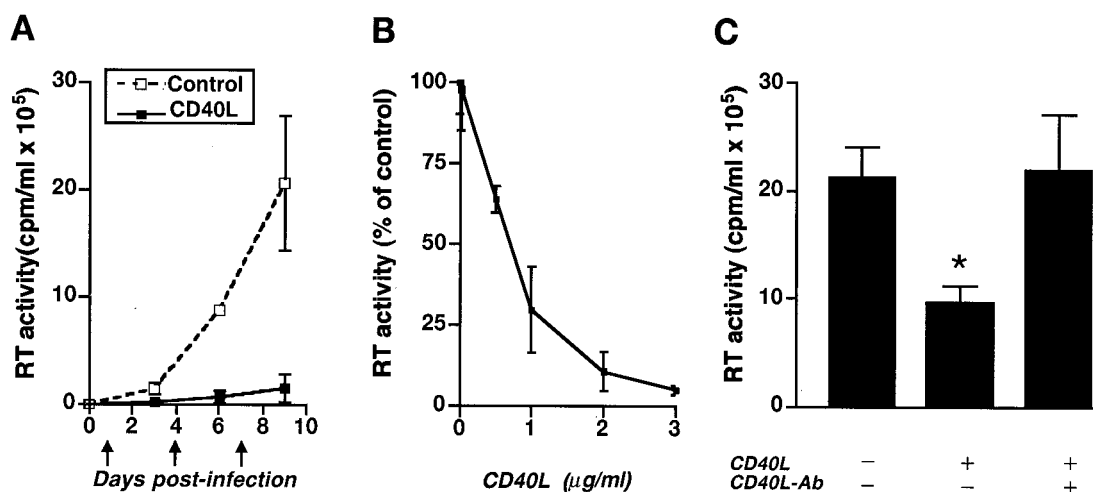 A
RT activity(cpm/ml x 10⁵)
30
20
10
0
Control
CD40L
0 2 4 6 8 10
Days post-infection
B
RT activity (% of control)
100
75
50
25
0
0 1 2 3
CD40L (μg/ml)
C
RT activity (cpm/ml x 10⁵)
30
20
10
0
*
CD40L − + +
CD40L-Ab − − +